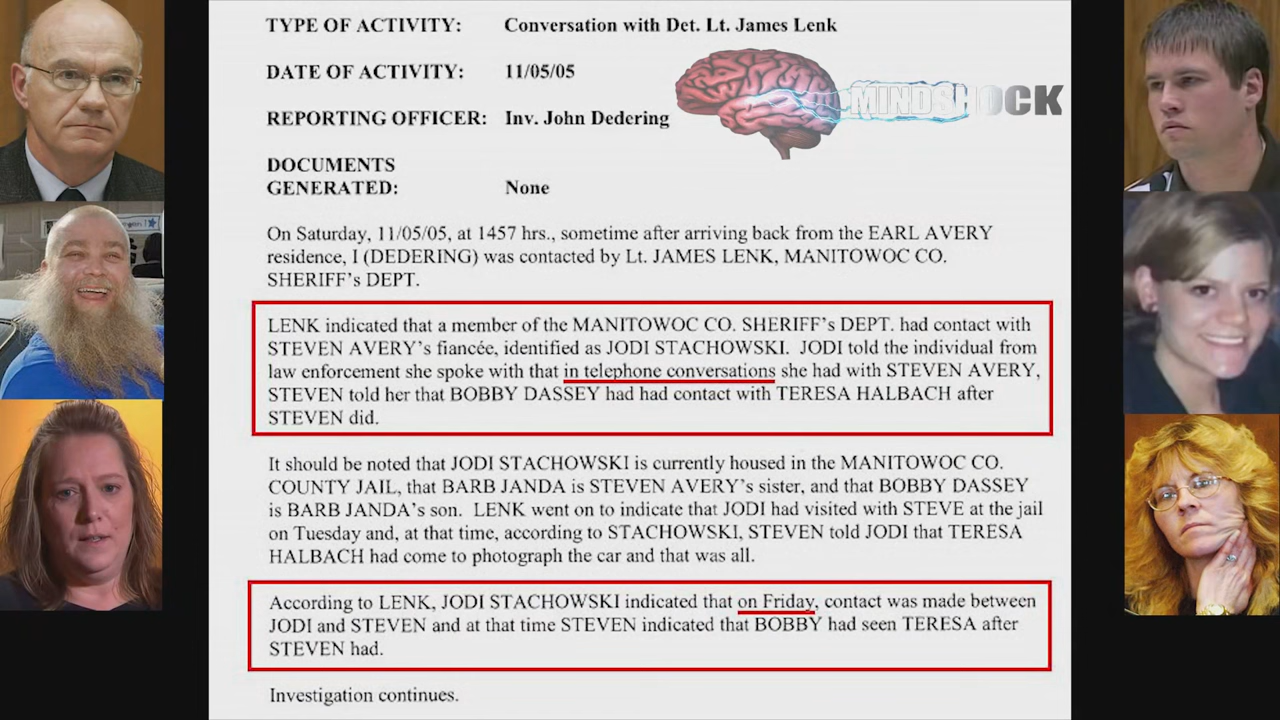 TYPE OF ACTIVITY: Conversation with Det. Lt. James Lenk
DATE OF ACTIVITY: 11/05/05
MINDSHOCK
REPORTING OFFICER: Inv. John Dedering
DOCUMENTS
GENERATED: None
On Saturday, 11/05/05, at 1457 hrs., sometime after arriving back from the EARL AVERY
residence, I (DEDERING) was contacted by Lt. JAMES LENK, MANITOWOC CO.
SHERIFF's DEPT.
LENK indicated that a member of the MANITOWOC CO. SHERIFF's DEPT. had contact with
STEVEN AVERY's fiancée, identified as JODI STACHOWSKI. JODI told the individual from
law enforcement she spoke with that in telephone conversations she had with STEVEN AVERY,
STEVEN told her that BOBBY DASSEY had had contact with TERESA HALBACH after
STEVEN did.
It should be noted that JODI STACHOWSKI is currently housed in the MANITOWOC CO.
COUNTY JAIL, that BARB JANDA is STEVEN AVERY's sister, and that BOBBY DASSEY
is BARB JANDA's son. LENK went on to indicate that JODI had visited with STEVE at the jail
on Tuesday and, at that time, according to STACHOWSKI, STEVEN told JODI that TERESA
HALBACH had come to photograph the car and that was all.
According to LENK, JODI STACHOWSKI indicated that on Friday, contact was made between
JODI and STEVEN and at that time STEVEN indicated that BOBBY had seen TERESA after
STEVEN had.
Investigation continues.